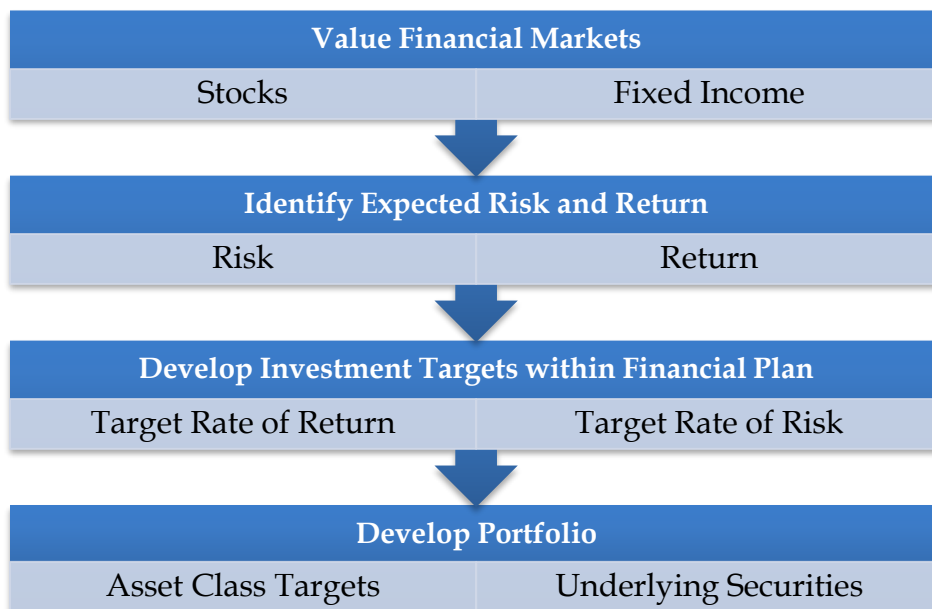 Value Financial Markets
Stocks
Fixed Income
Identify Expected Risk and Return
Risk
Return
Develop Investment Targets within Financial Plan
Target Rate of Return
Target Rate of Risk
Develop Portfolio
Asset Class Targets
Underlying Securities